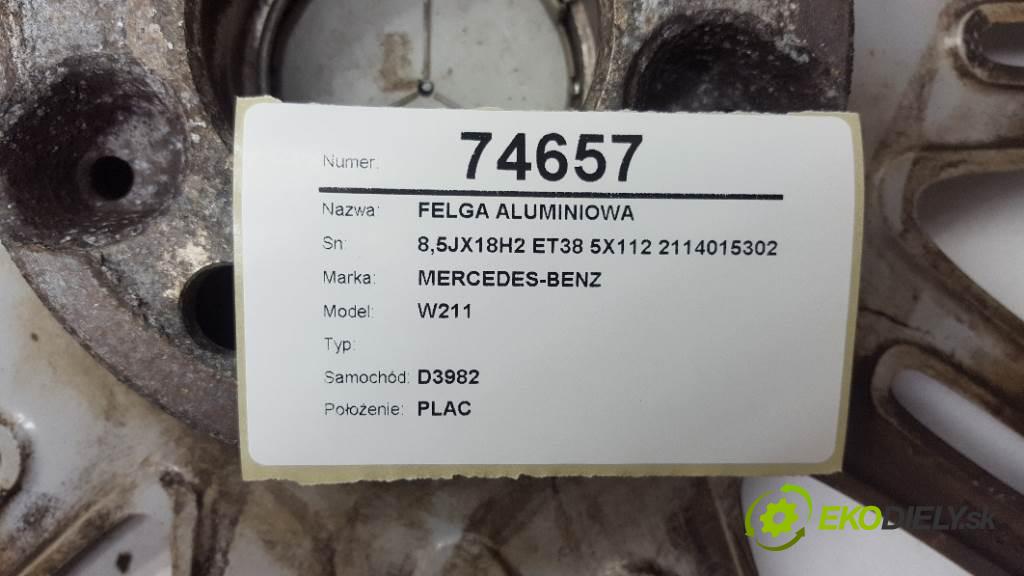 Numer: 74657
Nazwa: FELGA ALUMINIOWA
Sn: 8,5JX18H2 ET38 5X112 2114015302
Marka: MERCEDES-BENZ
Model: W211
Typ:
Samochód: D3982
Położenie: PLAC
EKODIELY.sk